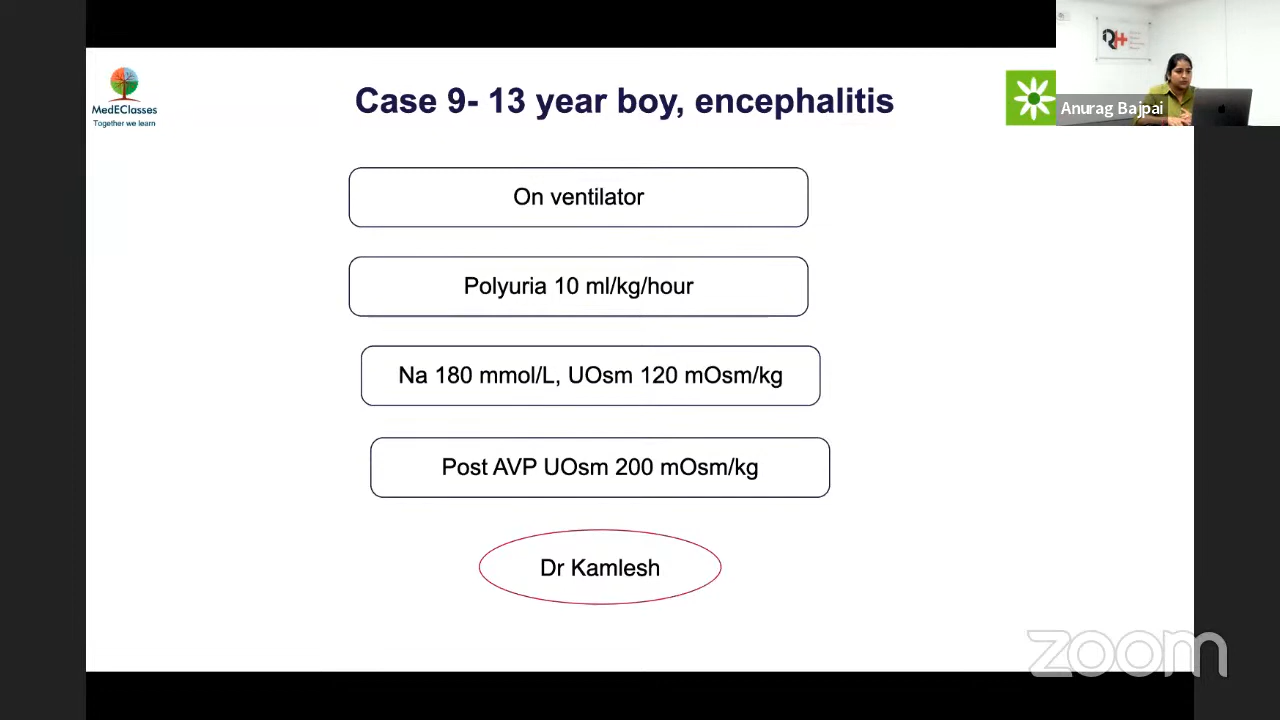 MedEClasses
Together we learn
Case 9- 13 year boy, encephalitis
Anurag Bajpai
On ventilator
Polyuria 10 ml/kg/hour
Na 180 mmol/L, UOsm 120 mOsm/kg
Post AVP UOsm 200 mOsm/kg
Dr Kamlesh
zoom